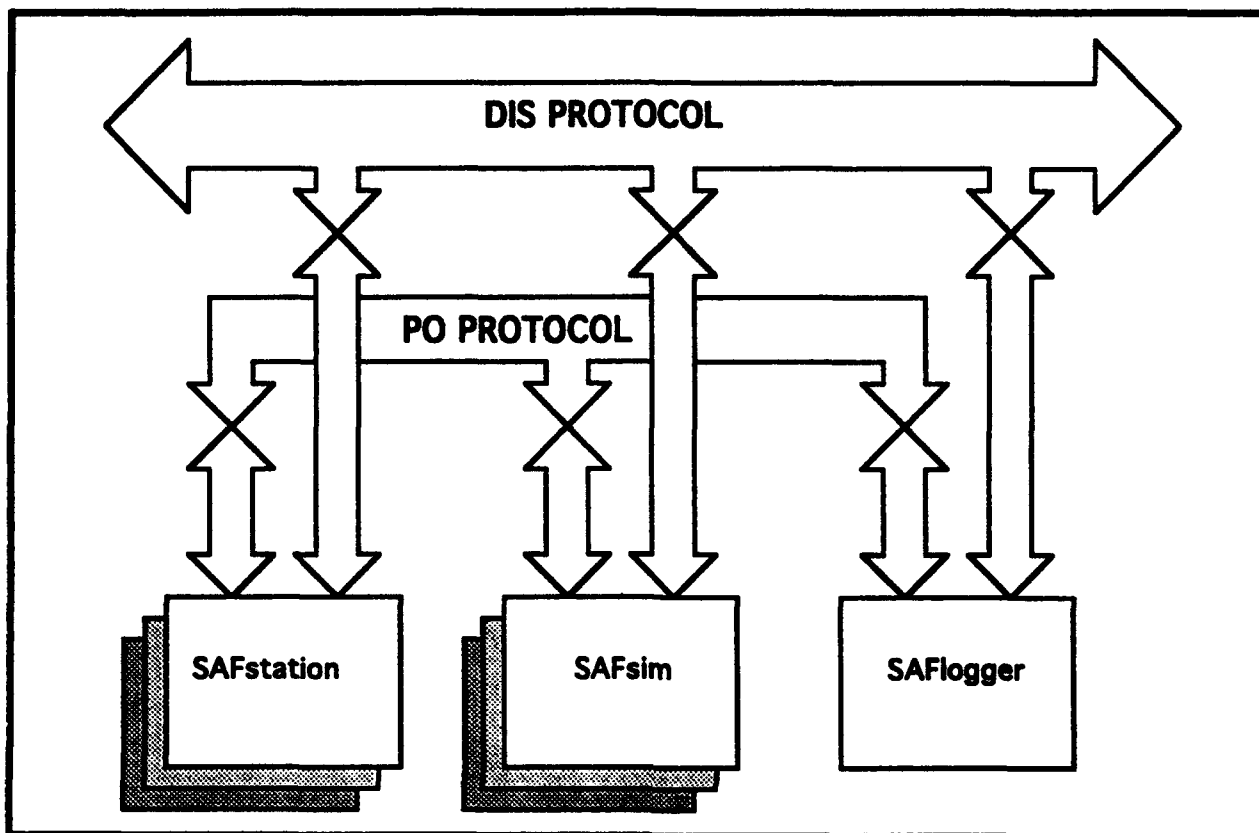 DIS PROTOCOL
PO PROTOCOL
SAFstation
SAFsim
SAFlogger